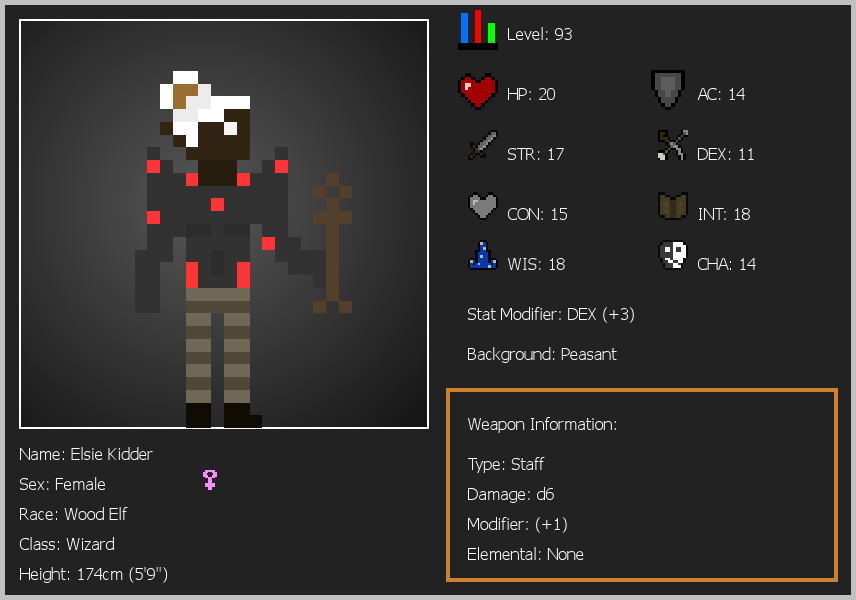 Level: 93
HP: 20
AC: 14
STR: 17
DEX: 11
CON: 15
INT: 18
WIS: 18
CHA: 14
Stat Modifier: DEX (+3)
Background: Peasant
Weapon Information:
Type: Staff
Damage: d6
Modifier: (+1)
Elemental: None
Name: Elsie Kidder
Sex: Female
Race: Wood Elf
Class: Wizard
Height: 174cm (5'9")